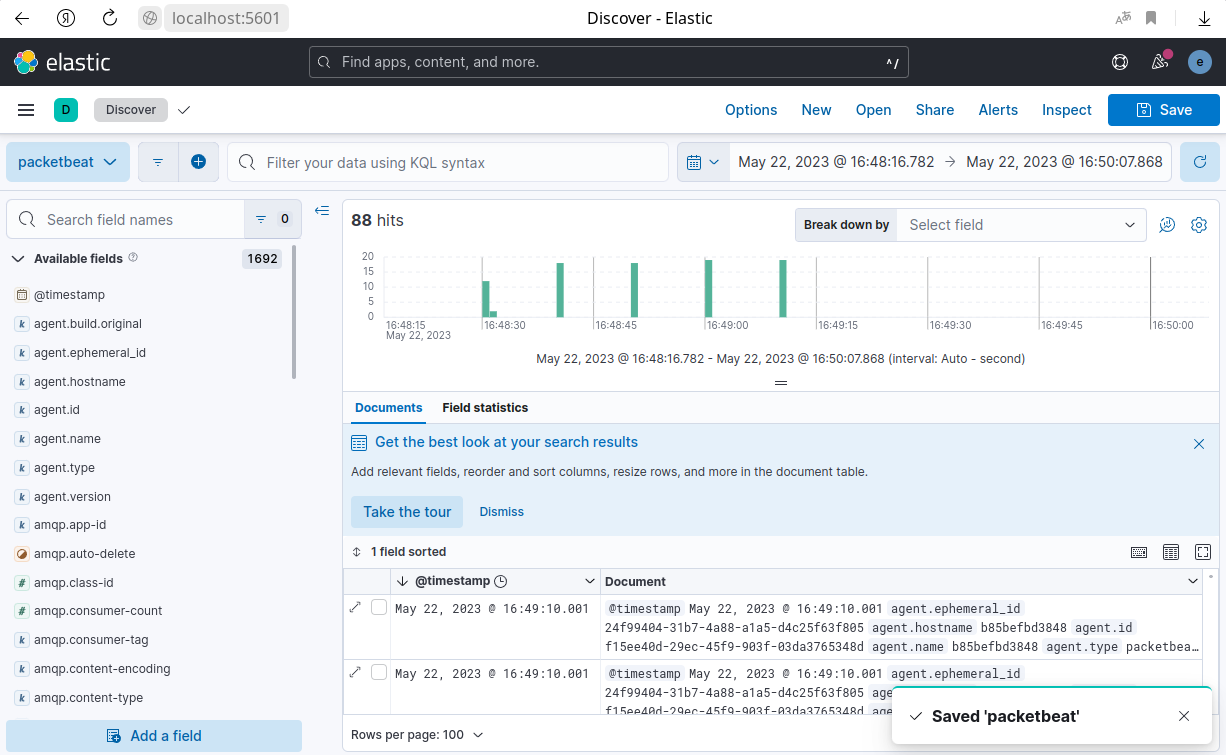 localhost:5601
Discover - Elastic
elastic
Find apps, content, and more.
^/
e
D
Discover
Options
New
Open
Share
Alerts
Inspect
Save
packetbeat
Filter your data using KQL syntax
May 22, 2023 @ 16:48:16.782 → May 22, 2023 @ 16:50:07.868
Search field names
0
Available fields
1692
@timestamp
k agent.build.original
k agent.ephemeral_id
k agent.hostname
k agent.id
k agent.name
k agent.type
k agent.version
k amqp.app-id
amqp.auto-delete
# amqp.class-id
# amqp.consumer-count
k amqp.consumer-tag
k amqp.content-encoding
k amqp.content-type
Add a field
88 hits
Break down by
Select field
20
15
10
5
0
16:48:15
16:48:30
16:48:45
16:49:00
16:49:15
16:49:30
16:49:45
16:50:00
May 22, 2023
May 22, 2023 @ 16:48:16.782 - May 22, 2023 @ 16:50:07.868 (interval: Auto - second)
Documents
Field statistics
Get the best look at your search results
Add relevant fields, reorder and sort columns, resize rows, and more in the document table.
Take the tour
Dismiss
1 field sorted
@timestamp
Document
May 22, 2023 @ 16:49:10.001
@timestamp May 22, 2023 @ 16:49:10.001 agent.ephemeral_id
24f99404-31b7-4a88-a1a5-d4c25f63f805 agent.hostname b85befbd3848 agent.id
f15ee40d-29ec-45f9-903f-03da3765348d agent.name b85befbd3848 agent.type packetbea…
May 22, 2023 @ 16:49:10.001
@timestamp May 22, 2023 @ 16:49:10.001 agent.ephemeral_id
24f99404-31b7-4a88-a1a5-d4c25f63f805 age
f15ee40d-29ec-45f9-903f-03da3765348d age
Rows per page: 100
Saved 'packetbeat'